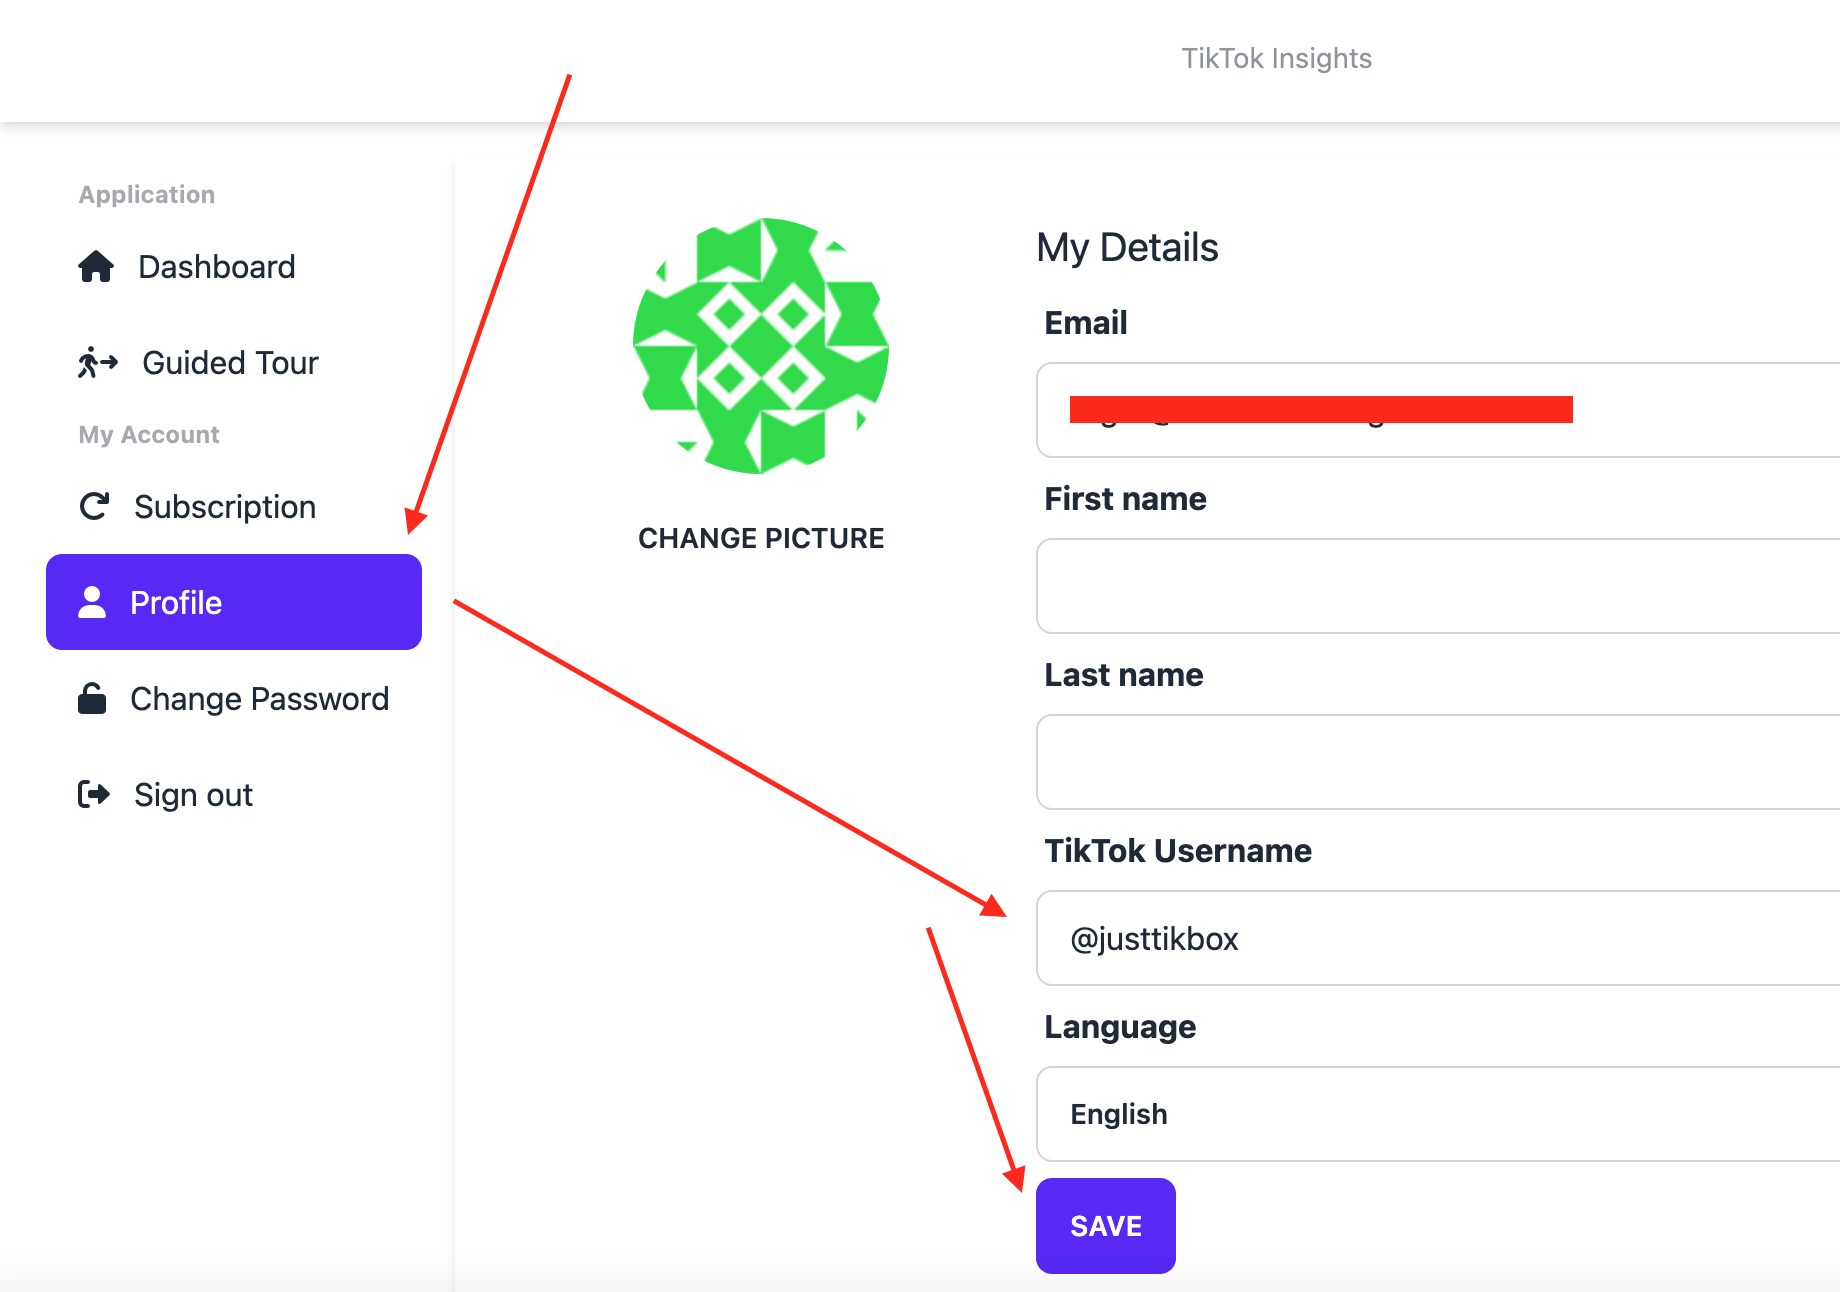 TikTok Insights
Application
Dashboard
Guided Tour
My Account
Subscription
Profile
Change Password
Sign out
CHANGE PICTURE
My Details
Email
First name
Last name
TikTok Username
@justtikbox
Language
English
SAVE